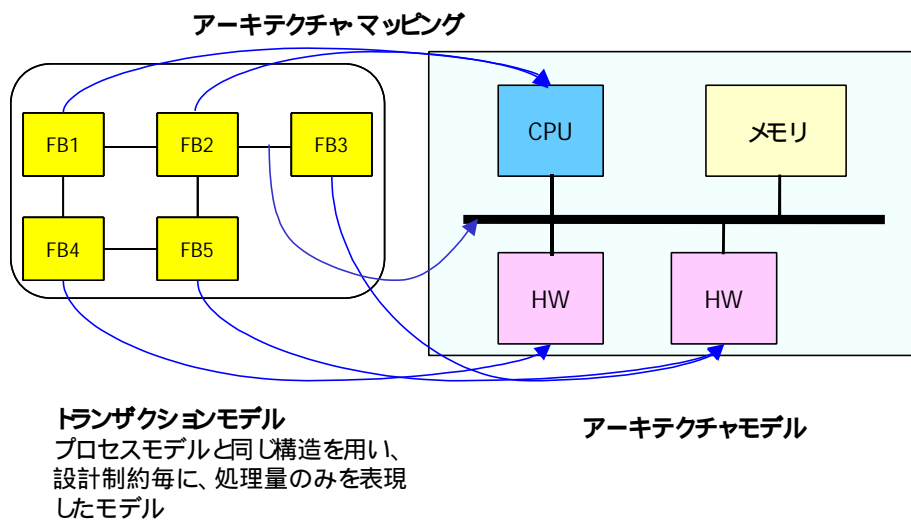 アーキテクチャ・マッピング
FB1
FB2
FB3
CPU
メモリ
FB4
FB5
HW
HW
トランザクションモデル
プロセスモデルと同じ構造を用い、
設計制約毎に、処理量のみを表現
したモデル
アーキテクチャモデル